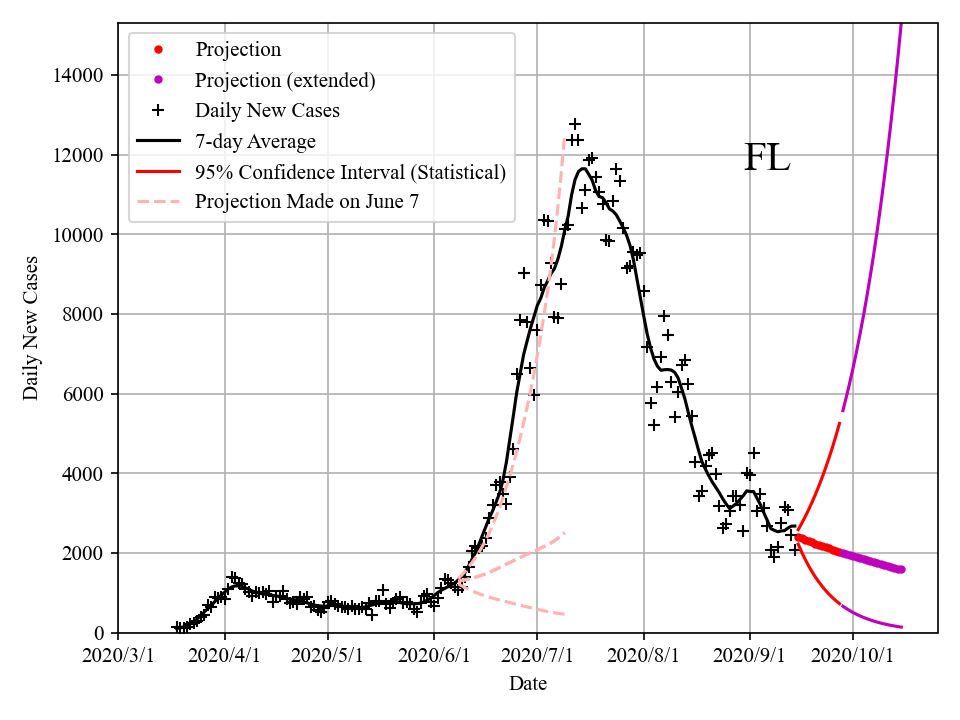 Projection
Projection (extended)
Daily New Cases
7-day Average
95% Confidence Interval (Statistical)
Projection Made on June 7
FL
14000
12000
10000
8000
6000
4000
2000
0
Daily New Cases
2020/3/1 2020/4/1 2020/5/1 2020/6/1 2020/7/1 2020/8/1 2020/9/1 2020/10/1
Date